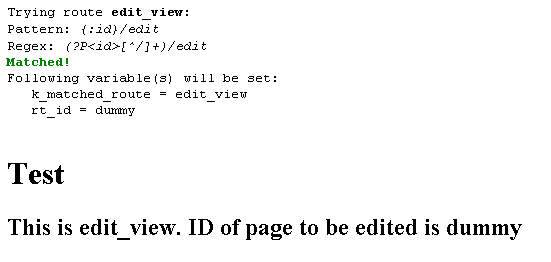 Trying route edit_view:
Pattern: {:id}/edit
Regex: (?P<id>[^/]+)/edit
Matched!
Following variable(s) will be set:
k_matched_route = edit_view
rt_id = dummy
Test
This is edit_view. ID of page to be edited is dummy